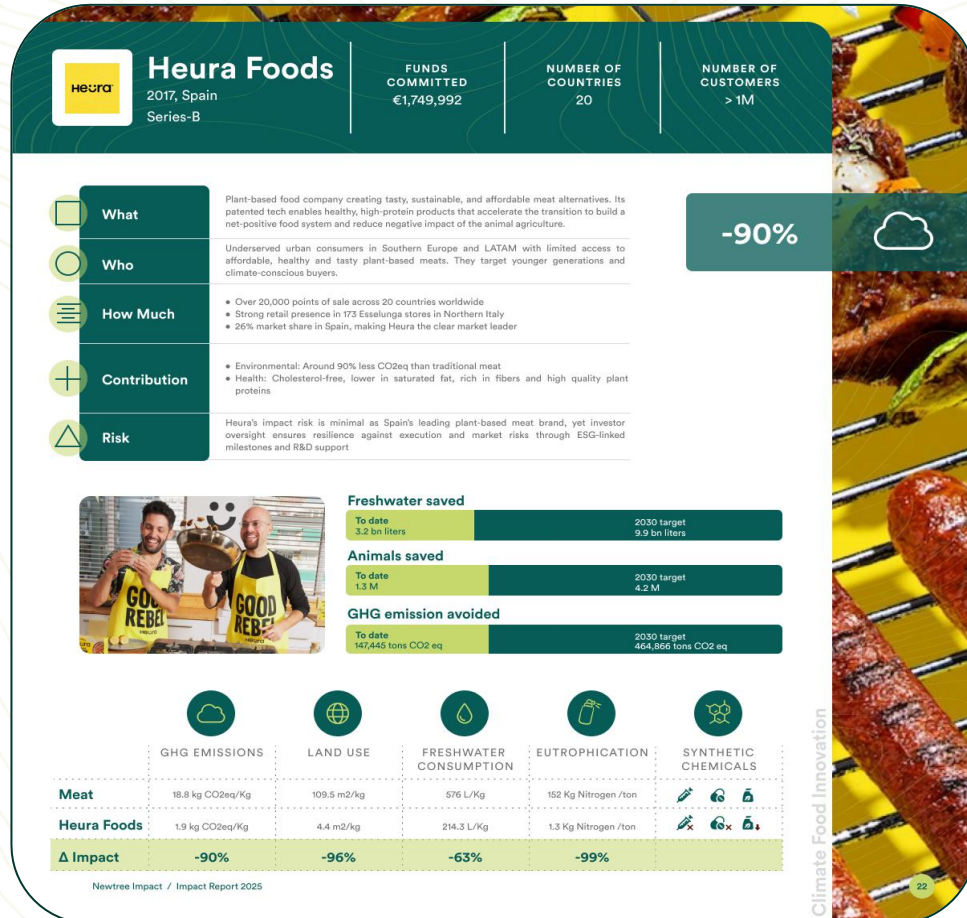 Heura
Heura Foods
2017, Spain
Series-B
FUNDS
COMMITTED
€1,749,992
NUMBER OF
COUNTRIES
20
NUMBER OF
CUSTOMERS
> 1M
-90%
What
Plant-based food company creating tasty, sustainable, and affordable meat alternatives. Its
patented tech enables healthy, high-protein products that accelerate the transition to build a
net-positive food system and reduce negative impact of the animal agriculture.
Who
Underserved urban consumers in Southern Europe and LATAM with limited access to
affordable, healthy and tasty plant-based meats. They target younger generations and
climate-conscious buyers.
How Much
• Over 20,000 points of sale across 20 countries worldwide
• Strong retail presence in 173 Esselunga stores in Northern Italy
• 26% market share in Spain, making Heura the clear market leader
Contribution
• Environmental: Around 90% less CO2eq than traditional meat
• Health: Cholesterol-free, lower in saturated fat, rich in fibers and high quality plant
proteins
Risk
Heura's impact risk is minimal as Spain's leading plant-based meat brand, yet investor
oversight ensures resilience against execution and market risks through ESG-linked
milestones and R&D support
GOOD
REBEL
Heura
GOOD
REBEL
Heura
Freshwater saved
To date
3.2 bn liters
2030 target
9.9 bn liters
Animals saved
To date
1.3 M
2030 target
4.2 M
GHG emission avoided
To date
147,445 tons CO2 eq
2030 target
464,866 tons CO2 eq
GHG EMISSIONS
LAND USE
FRESHWATER
CONSUMPTION
EUTROPHICATION
SYNTHETIC
CHEMICALS
Meat
18.8 kg CO2eq/Kg
109.5 m2/kg
576 L/Kg
152 Kg Nitrogen /ton
Heura Foods
1.9 kg CO2eq/Kg
4.4 m2/kg
214.3 L/Kg
1.3 Kg Nitrogen /ton
Δ Impact
-90%
-96%
-63%
-99%
Newtree Impact / Impact Report 2025
Climate Food Innovation
22